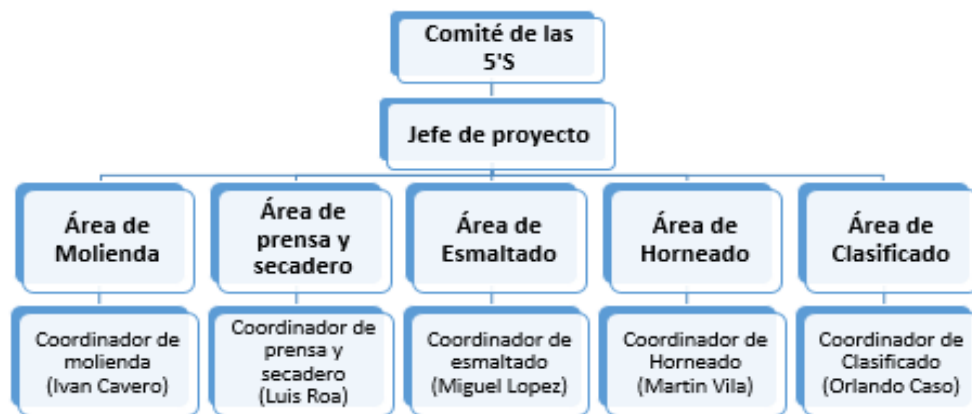 Comité de las
5'S
Jefe de proyecto
Área de
Molienda
Área de
prensa y
secadero
Área de
Esmaltado
Área de
Horneado
Área de
Clasificado
Coordinador de
molienda
(Ivan Cavero)
Coordinador de
prensa y
secadero
(Luis Roa)
Coordinador de
esmaltado
(Miguel Lopez)
Coordinador de
Horneado
(Martin Vila)
Coordinador de
Clasificado
(Orlando Caso)